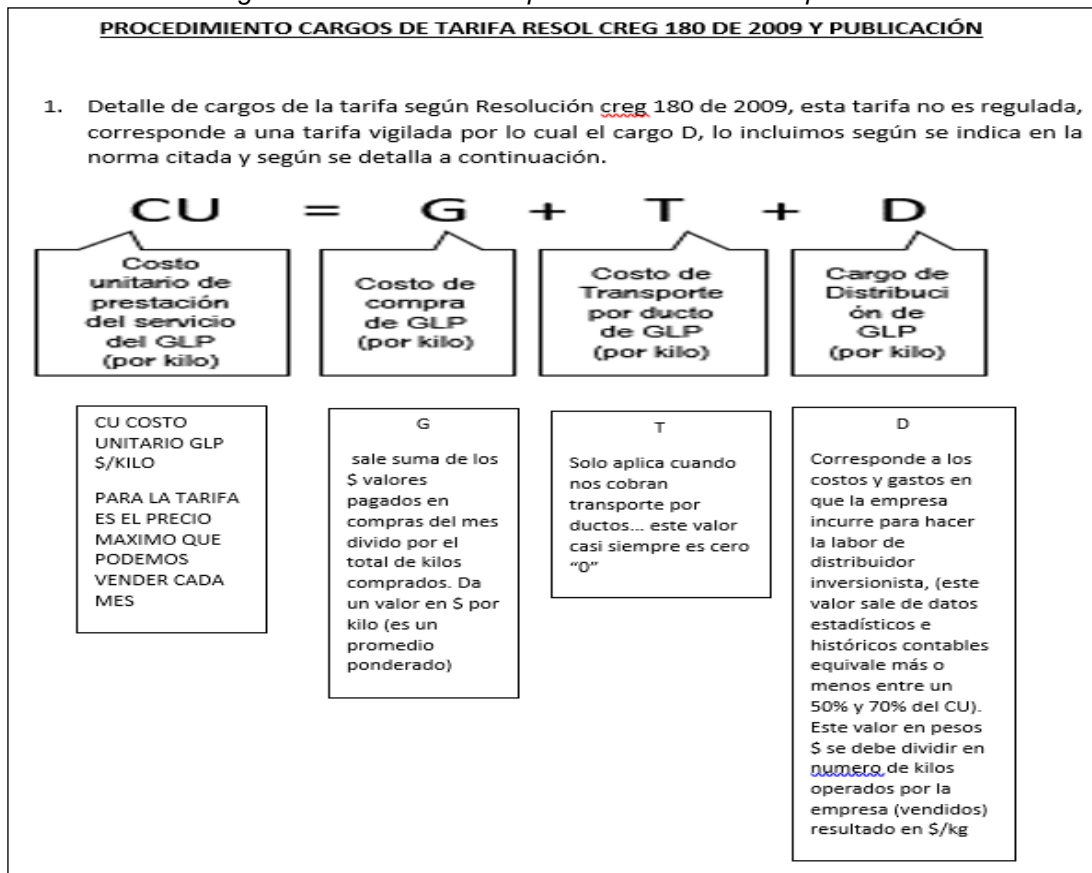 PROCEDIMIENTO CARGOS DE TARIFA RESOL CREG 180 DE 2009 Y PUBLICACIÓN
1. Detalle de cargos de la tarifa según Resolución creg 180 de 2009, esta tarifa no es regulada,
corresponde a una tarifa vigilada por lo cual el cargo D, lo incluimos según se indica en la
norma citada y según se detalla a continuación.
CU = G + T + D
Costo
unitario de
prestación
del servicio
del GLP
(por kilo)
Costo de
compra
de GLP
(por kilo)
Costo de
Transporte
por ducto
de GLP
(por kilo)
Cargo de
Distribuci
ón de
GLP
(por kilo)
CU COSTO
UNITARIO GLP
$/KILO
PARA LA TARIFA
ES EL PRECIO
MAXIMO QUE
PODEMOS
VENDER CADA
MES
G
sale suma de los
$ valores
pagados en
compras del mes
divido por el
total de kilos
comprados. Da
un valor en $ por
kilo (es un
promedio
ponderado)
T
Solo aplica cuando
nos cobran
transporte por
ductos... este valor
casi siempre es cero
"0"
D
Corresponde a los
costos y gastos en
que la empresa
incurre para hacer
la labor de
distribuidor
inversionista, (este
valor sale de datos
estadísticos e
históricos contables
equivale más o
menos entre un
50% y 70% del CU).
Este valor en pesos
$ se debe dividir en
numero de kilos
operados por la
empresa (vendidos)
resultado en $/kg